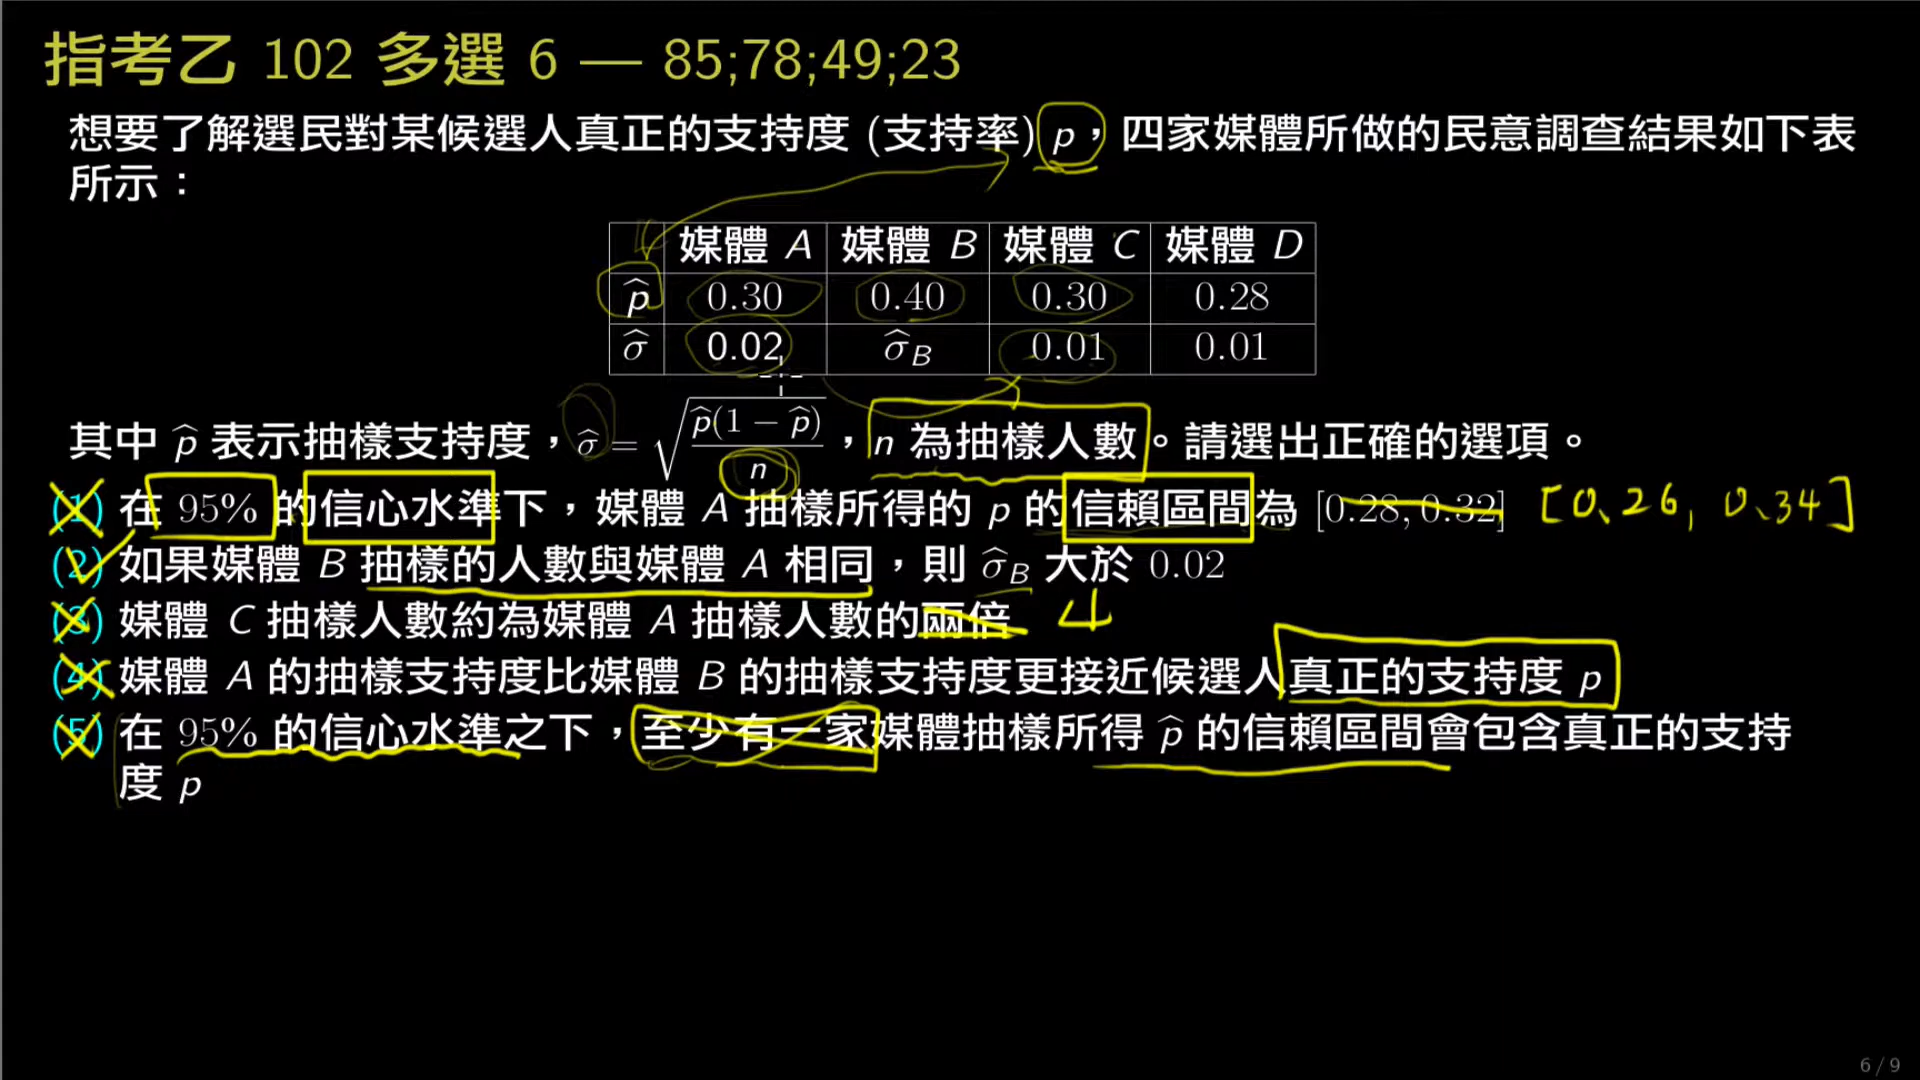 指考乙 102 多選 6 — 85;78;49;23
想要了解選民對某候選人真正的支持度 (支持率) p，四家媒體所做的民意調查結果如下表
所示：
媒體 A 媒體 B 媒體 C 媒體 D
p̂ 0.30 0.40 0.30 0.28
σ̂ 0.02 σ̂_B 0.01 0.01
其中 p̂ 表示抽樣支持度，σ̂ = √(p̂(1 − p̂)/n)，n 為抽樣人數。請選出正確的選項。
(1) 在 95% 的信心水準下，媒體 A 抽樣所得的 p 的信賴區間為 [0.28, 0.32] [0.26, 0.34]
(2) 如果媒體 B 抽樣的人數與媒體 A 相同，則 σ̂_B 大於 0.02
(3) 媒體 C 抽樣人數約為媒體 A 抽樣人數的兩倍 4
(4) 媒體 A 的抽樣支持度比媒體 B 的抽樣支持度更接近候選人真正的支持度 p
(5) 在 95% 的信心水準之下，至少有一家媒體抽樣所得 p̂ 的信賴區間會包含真正的支持
度 p
6 / 9